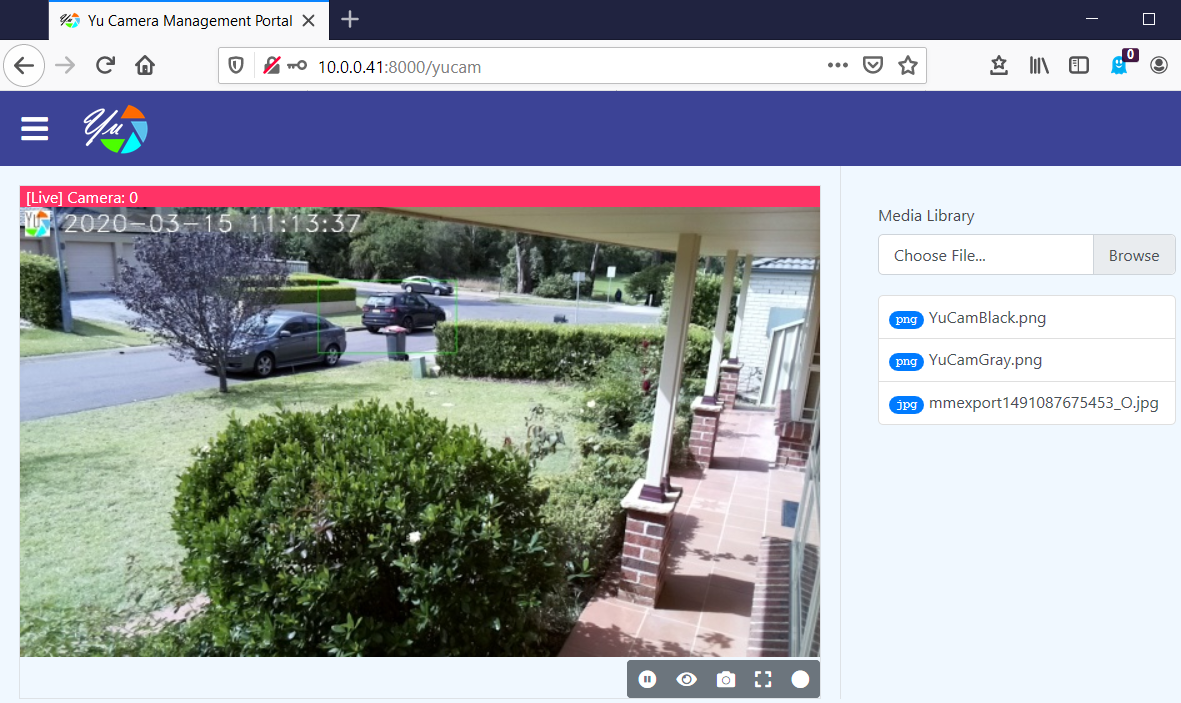 Yu Camera Management Portal
0
10.0.0.41:8000/yucam
Yu
[Live] Camera: 0
YU
2020-03-15 11:13:37
Media Library
Choose File...
Browse
png YuCamBlack.png
png YuCamGray.png
jpg mmexport1491087675453_O.jpg